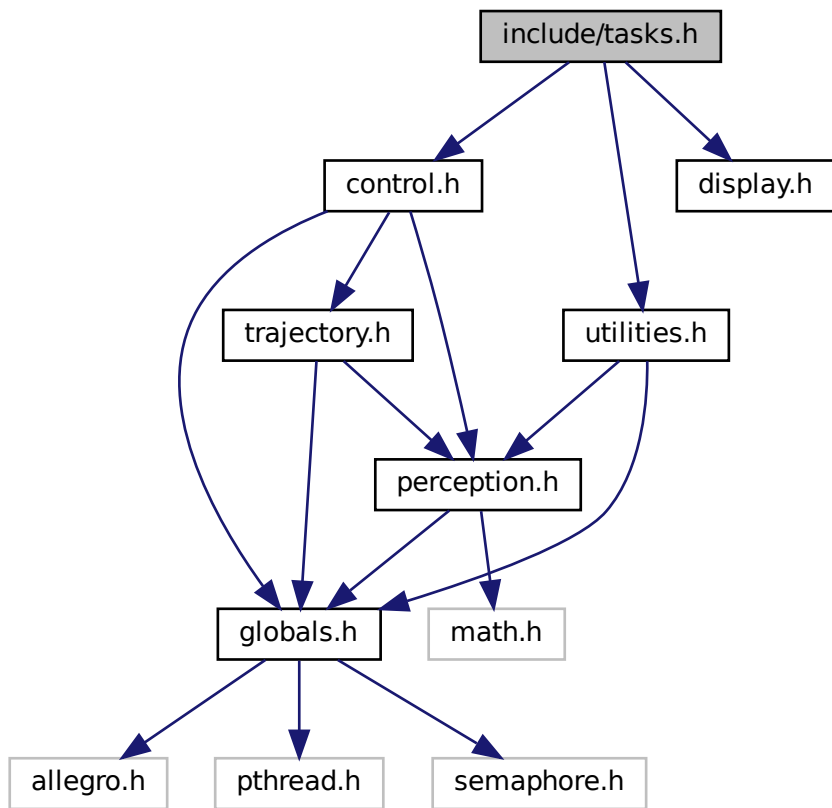 include/tasks.h
control.h
display.h
trajectory.h
utilities.h
perception.h
globals.h
math.h
allegro.h
pthread.h
semaphore.h